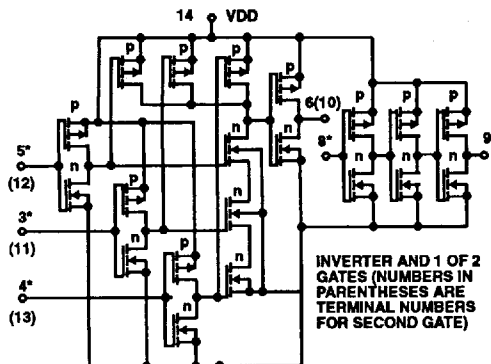 14 VDD
p p p p p
6(10)
p p p
n
8* 9
5*
n
n n n
(12)
p
n
3*
(11)
n
p
n
4*
(13)
n
INVERTER AND 1 OF 2
GATES (NUMBERS IN
PARENTHESES ARE
TERMINAL NUMBERS
FOR SECOND GATE)